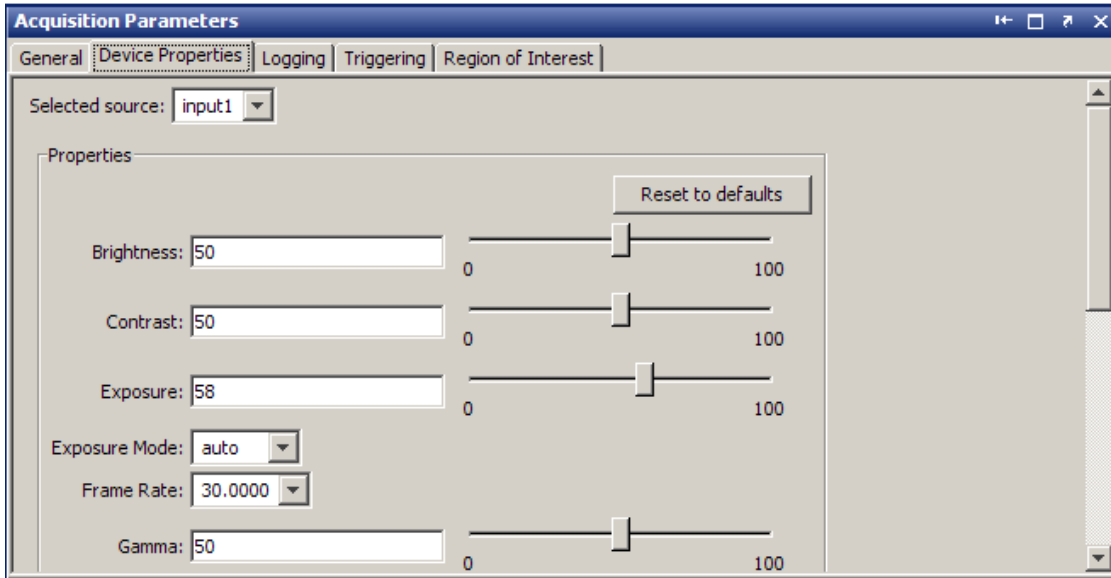 Acquisition Parameters
General Device Properties Logging Triggering Region of Interest
Selected source: input1
Properties
Reset to defaults
Brightness: 50
0 100
Contrast: 50
0 100
Exposure: 58
0 100
Exposure Mode: auto
Frame Rate: 30.0000
Gamma: 50
0 100